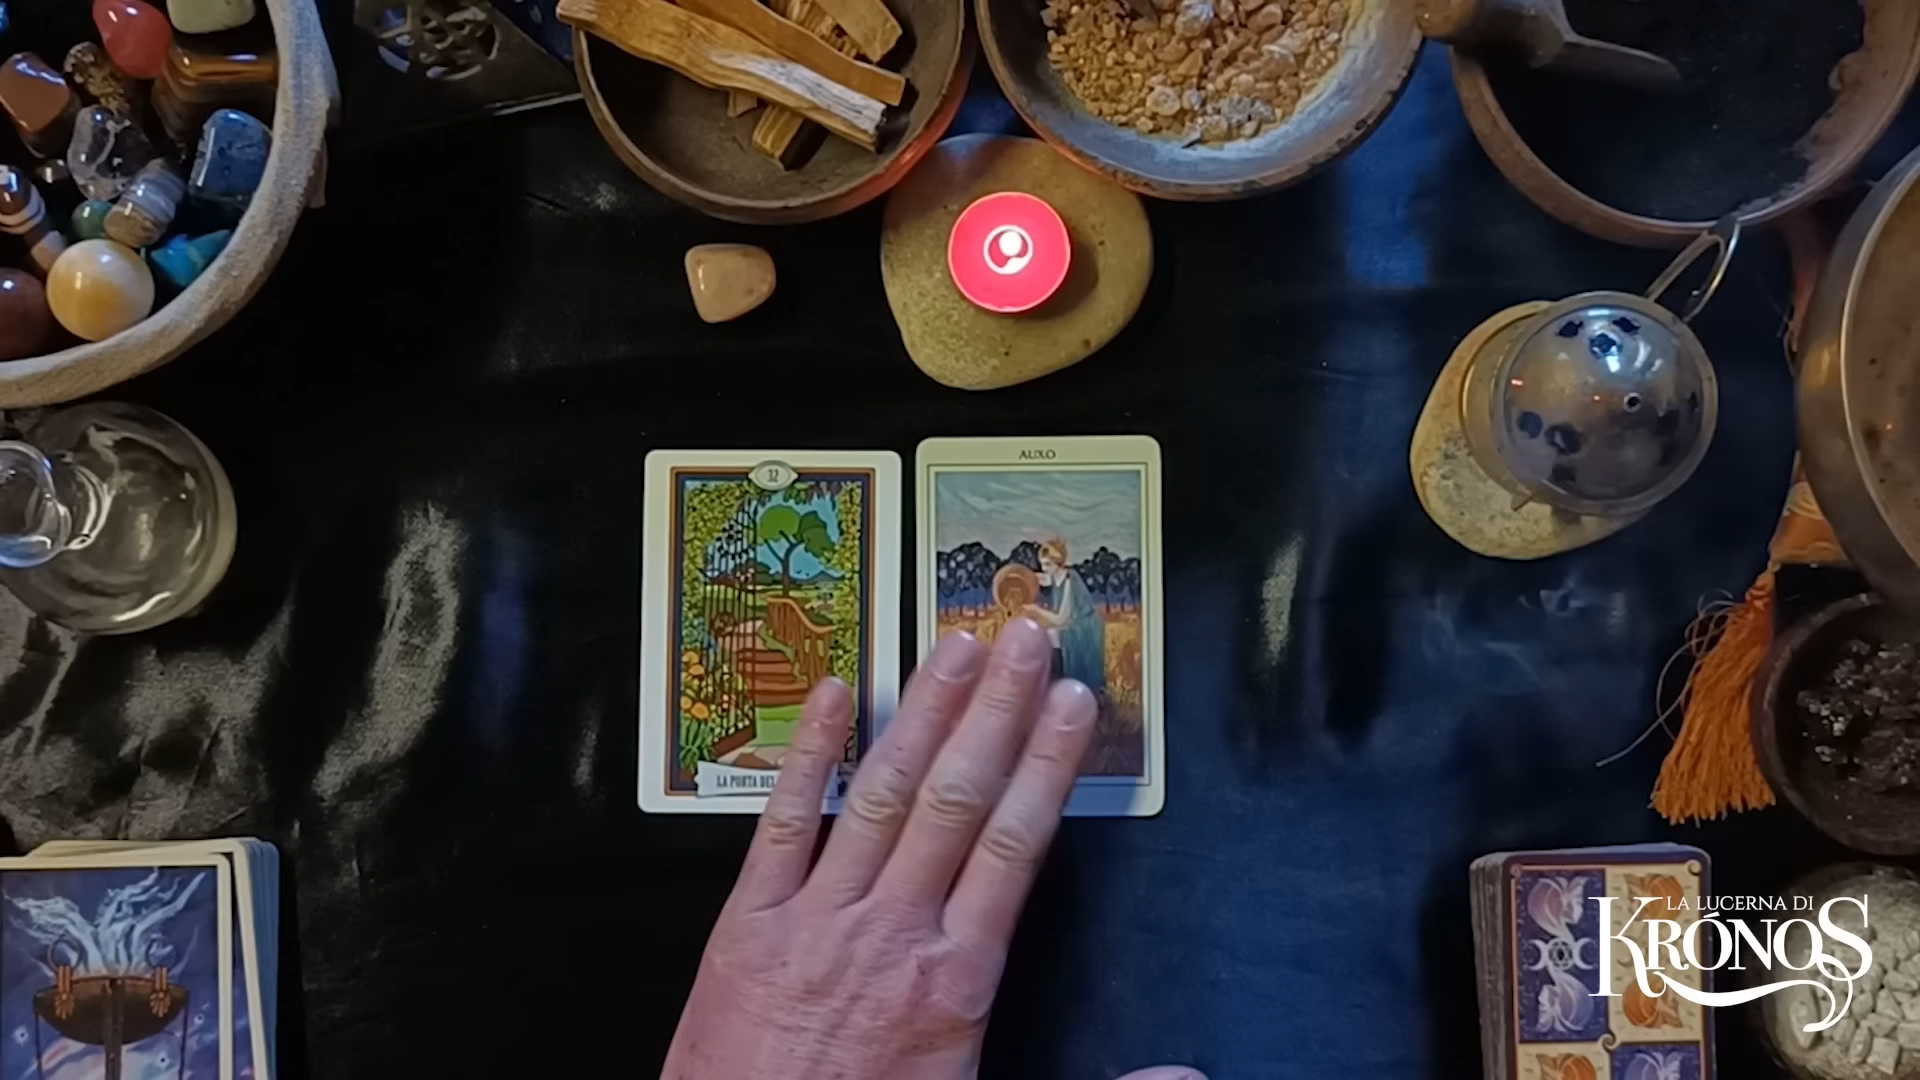 32
AUXO
LA PORTA DEL
LA LUCERNA DI
KRÓNOS